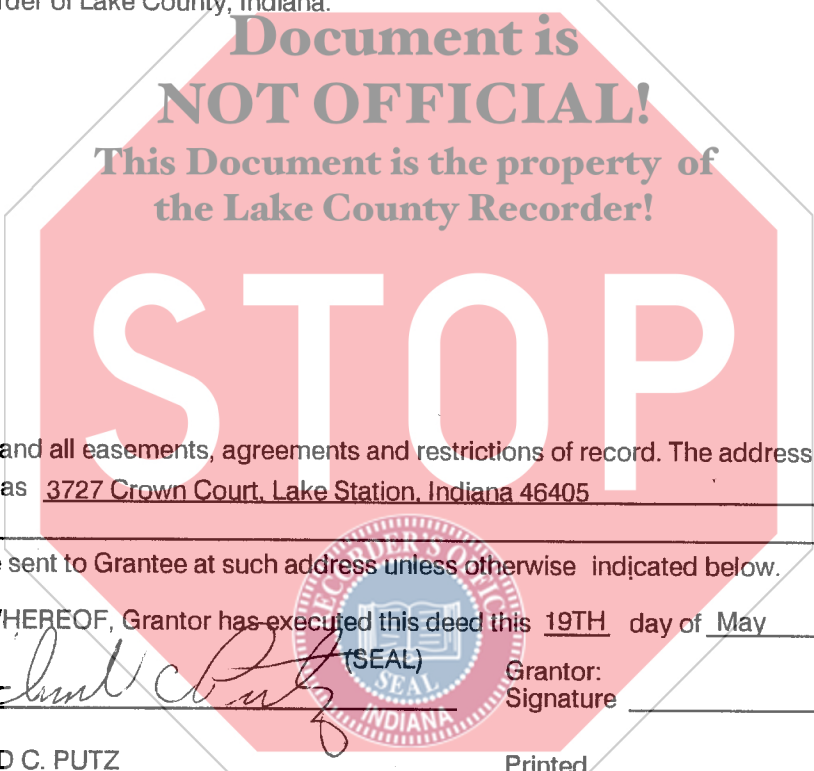 of Lake County, Indiana.
Document is
NOT OFFICIAL!
This Document is the property of
the Lake County Recorder!
STOP
and all easements, agreements and restrictions of record. The address
as 3727 Crown Court, Lake Station, Indiana 46405
sent to Grantee at such address unless otherwise indicated below.
HEREOF, Grantor has executed this deed this 19TH day of May
(SEAL)
Grantor:
Signature
RECORDER'S OFFICE
SEAL
INDIANA
D C. PUTZ
Printed